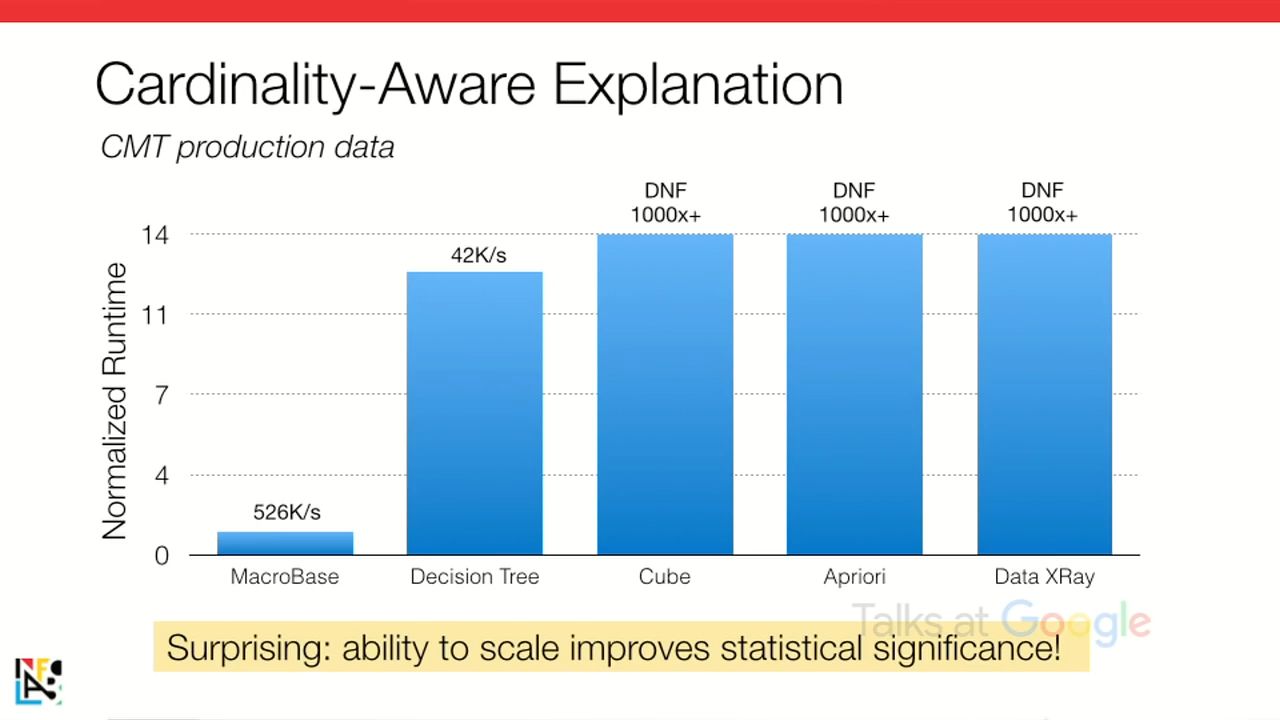 Cardinality-Aware Explanation
CMT production data
Normalized Runtime
14
11
7
4
0
526K/s
42K/s
DNF
1000x+
DNF
1000x+
DNF
1000x+
MacroBase
Decision Tree
Cube
Apriori
Data XRay
Talks at Google
Surprising: ability to scale improves statistical significance!